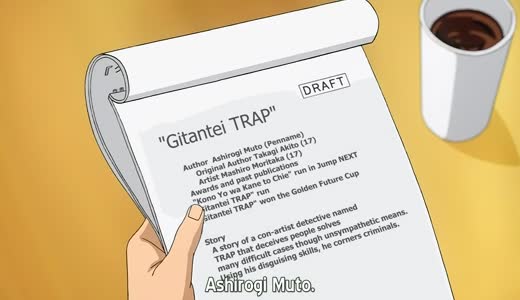 DRAFT
"Gitantei TRAP"
Author Ashirogi Muto (Penname)
Original Author Takagi Akito (17)
Artist Mashiro Moritaka (17)
Awards and past publications
"Kono Yo wa Kane to Chie" run in Jump NEXT
"Gitantei TRAP" run
"Gitantei TRAP" won the Golden Future Cup
Story
A story of a con-artist detective named
TRAP that deceives people solves
many difficult cases though unsympathetic means.
Using his disguising skills, he corners criminals.
Ashirogi Muto.